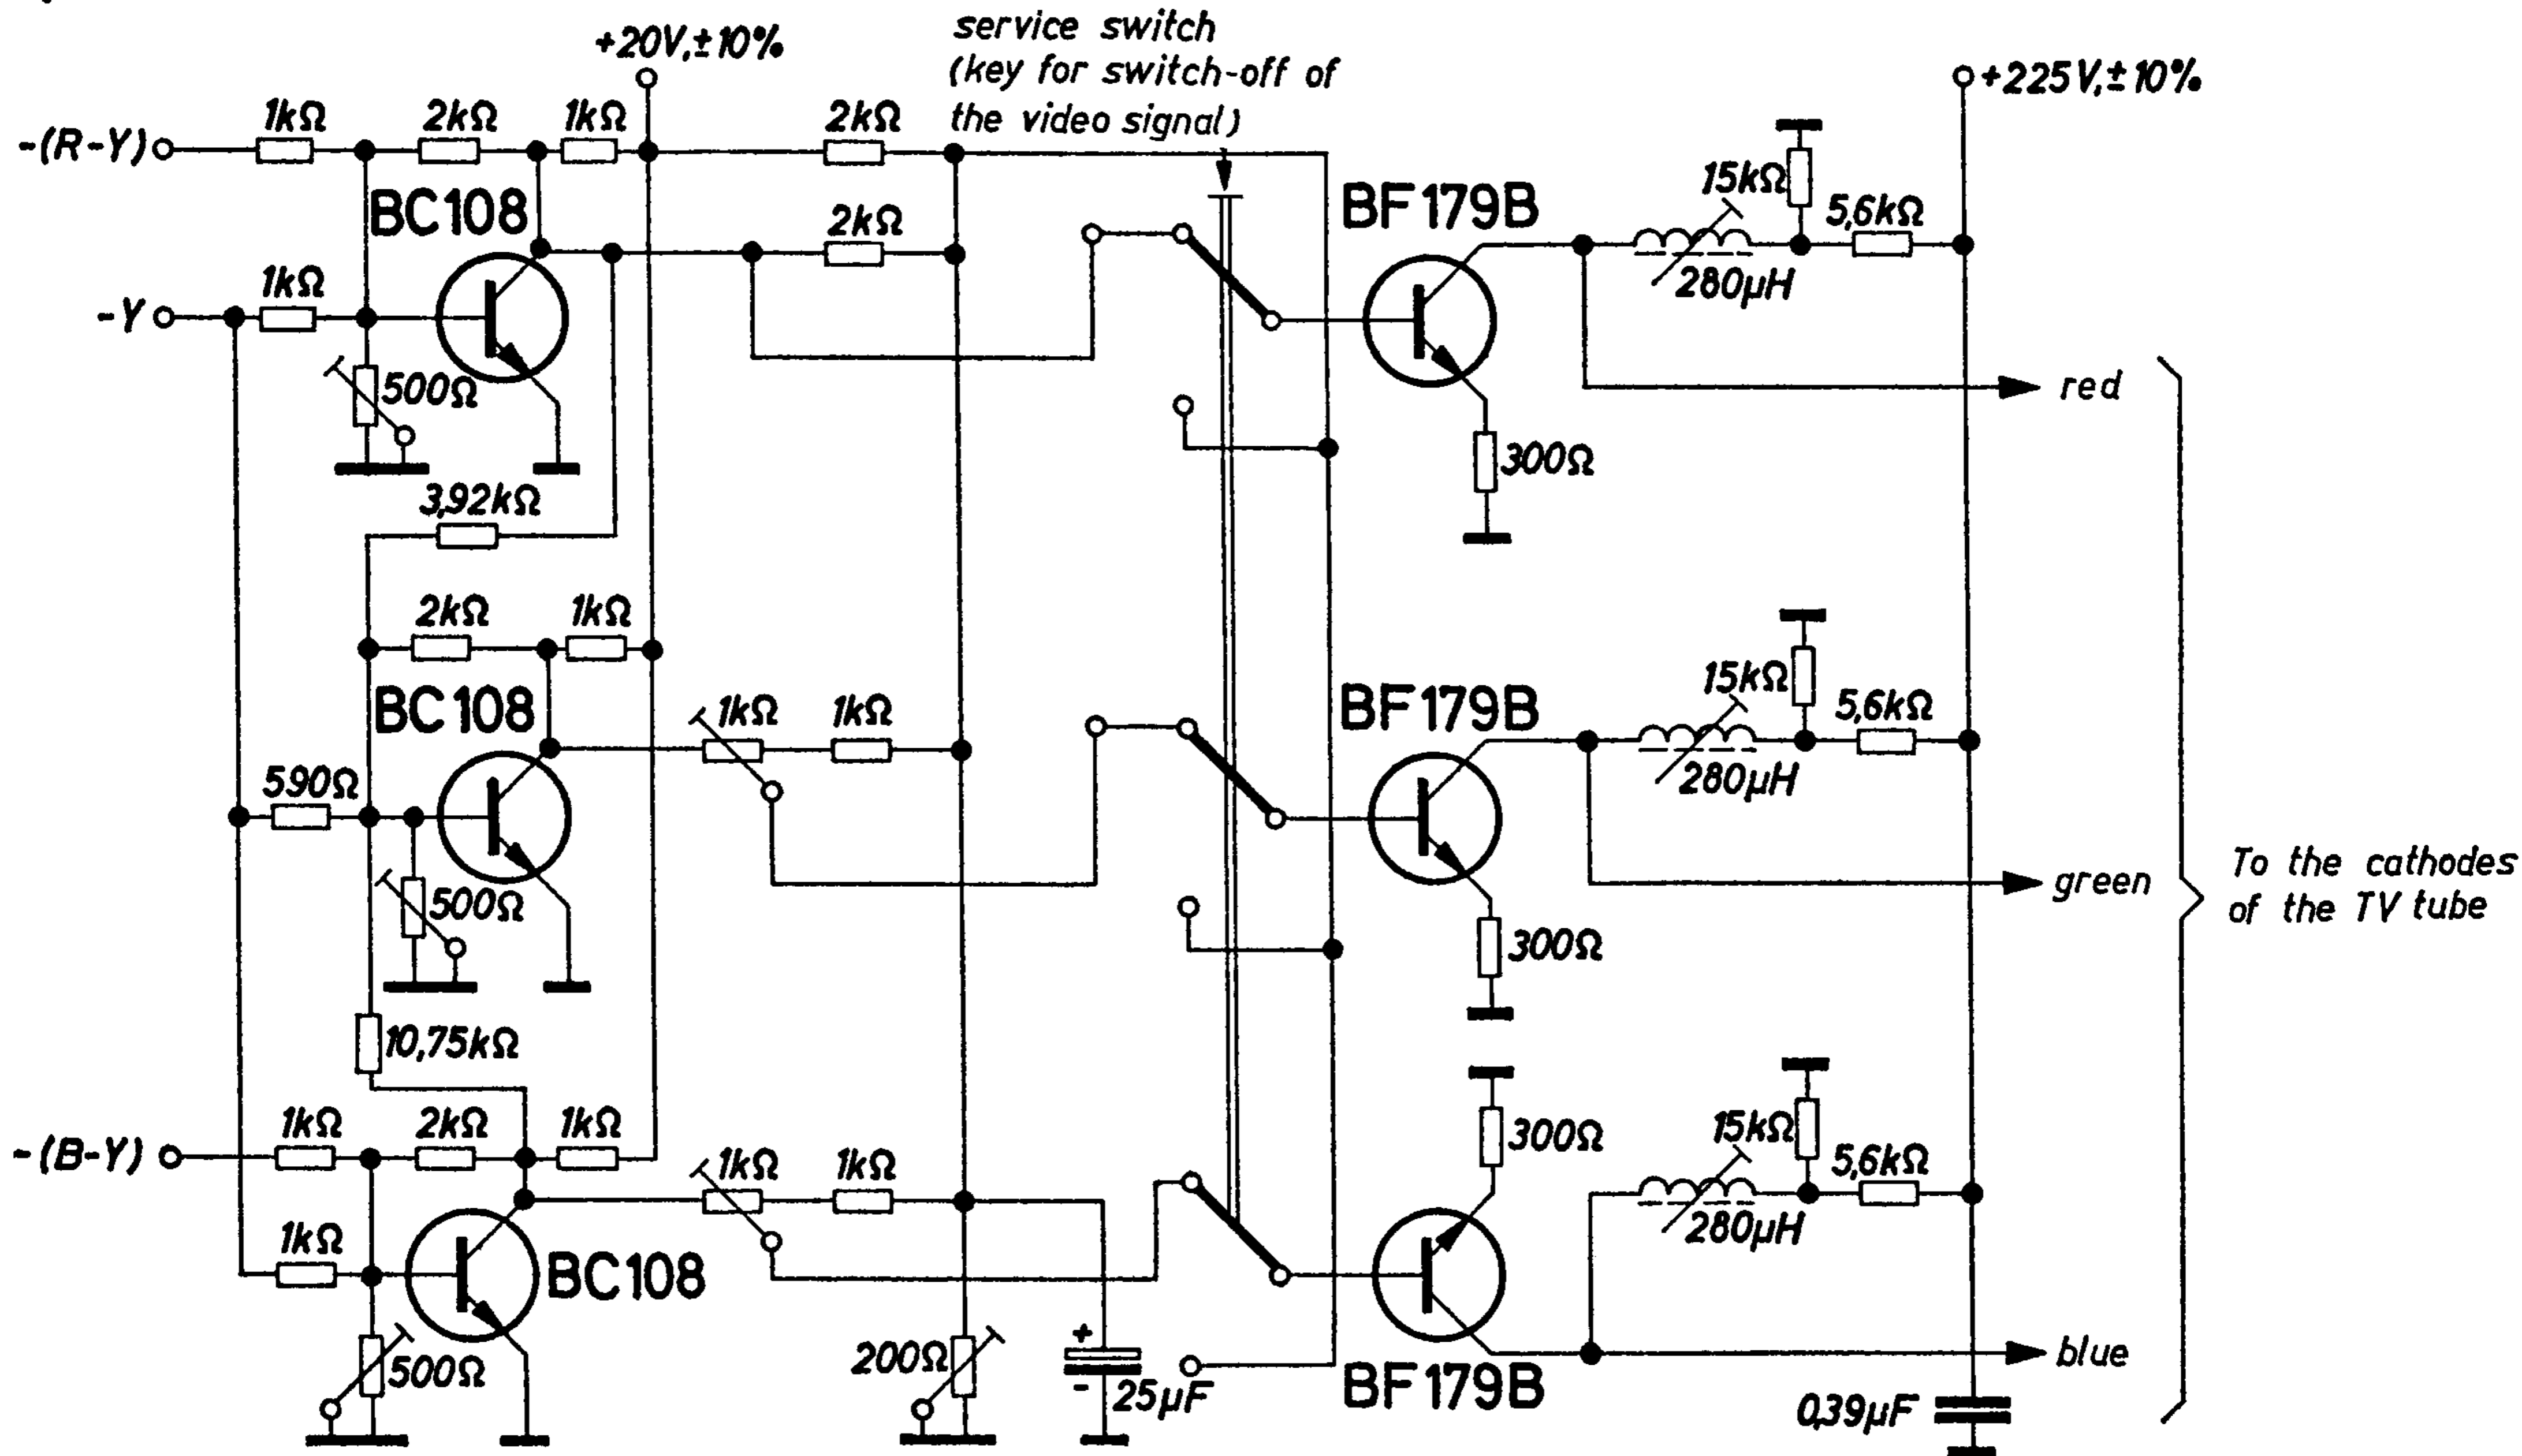 +20V,±10%
service switch
(key for switch-off of
the video signal)
+225V,±10%
-(R-Y)
1kΩ
2kΩ
1kΩ
2kΩ
15kΩ
5,6kΩ
BC108
2kΩ
BF179B
280µH
-Y
1kΩ
500Ω
red
300Ω
3,92kΩ
2kΩ
1kΩ
15kΩ
5,6kΩ
BC108
1kΩ
1kΩ
BF179B
280µH
590Ω
500Ω
green
To the cathodes
of the TV tube
300Ω
10,75kΩ
-(B-Y)
1kΩ
2kΩ
1kΩ
1kΩ
1kΩ
300Ω
15kΩ
5,6kΩ
280µH
1kΩ
BC108
500Ω
200Ω
+
-
25µF
BF179B
blue
0,39µF